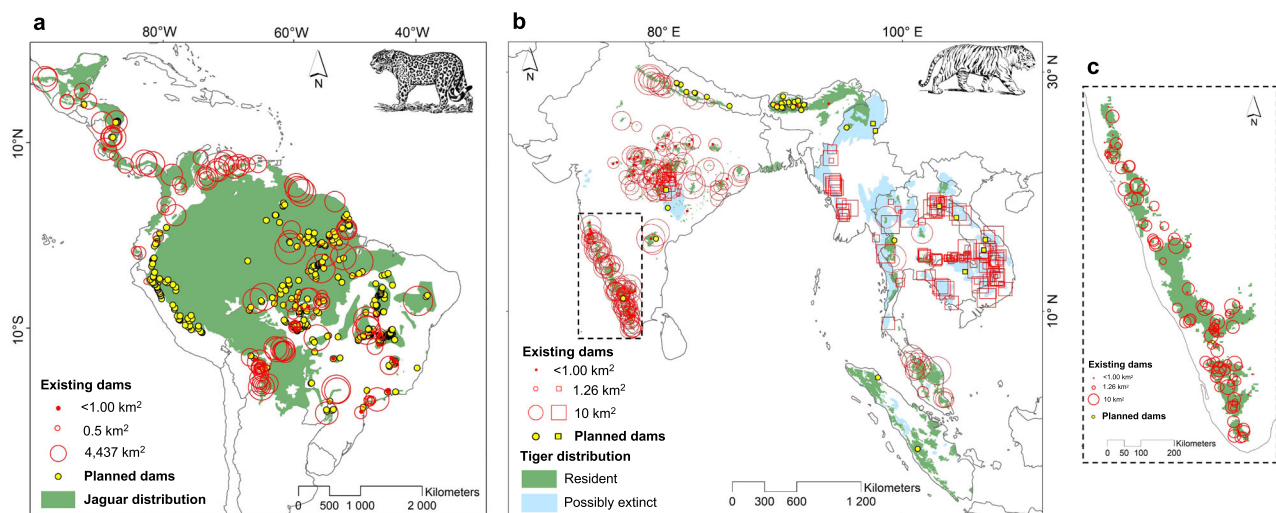 a
80°W
60°W
40°W
N
10°N
10°S
Existing dams
<1.00 km²
0.5 km²
4,437 km²
Planned dams
Jaguar distribution
Kilometers
0 500 1 000 2 000
b
80° E
100° E
N
30° N
10° N
Existing dams
<1.00 km²
1.26 km²
10 km²
Planned dams
Tiger distribution
Resident
Possibly extinct
Kilometers
0 300 600 1 200
c
N
Existing dams
<1.00 km²
1.26 km²
10 km²
Planned dams
Kilometers
0 50 100 200